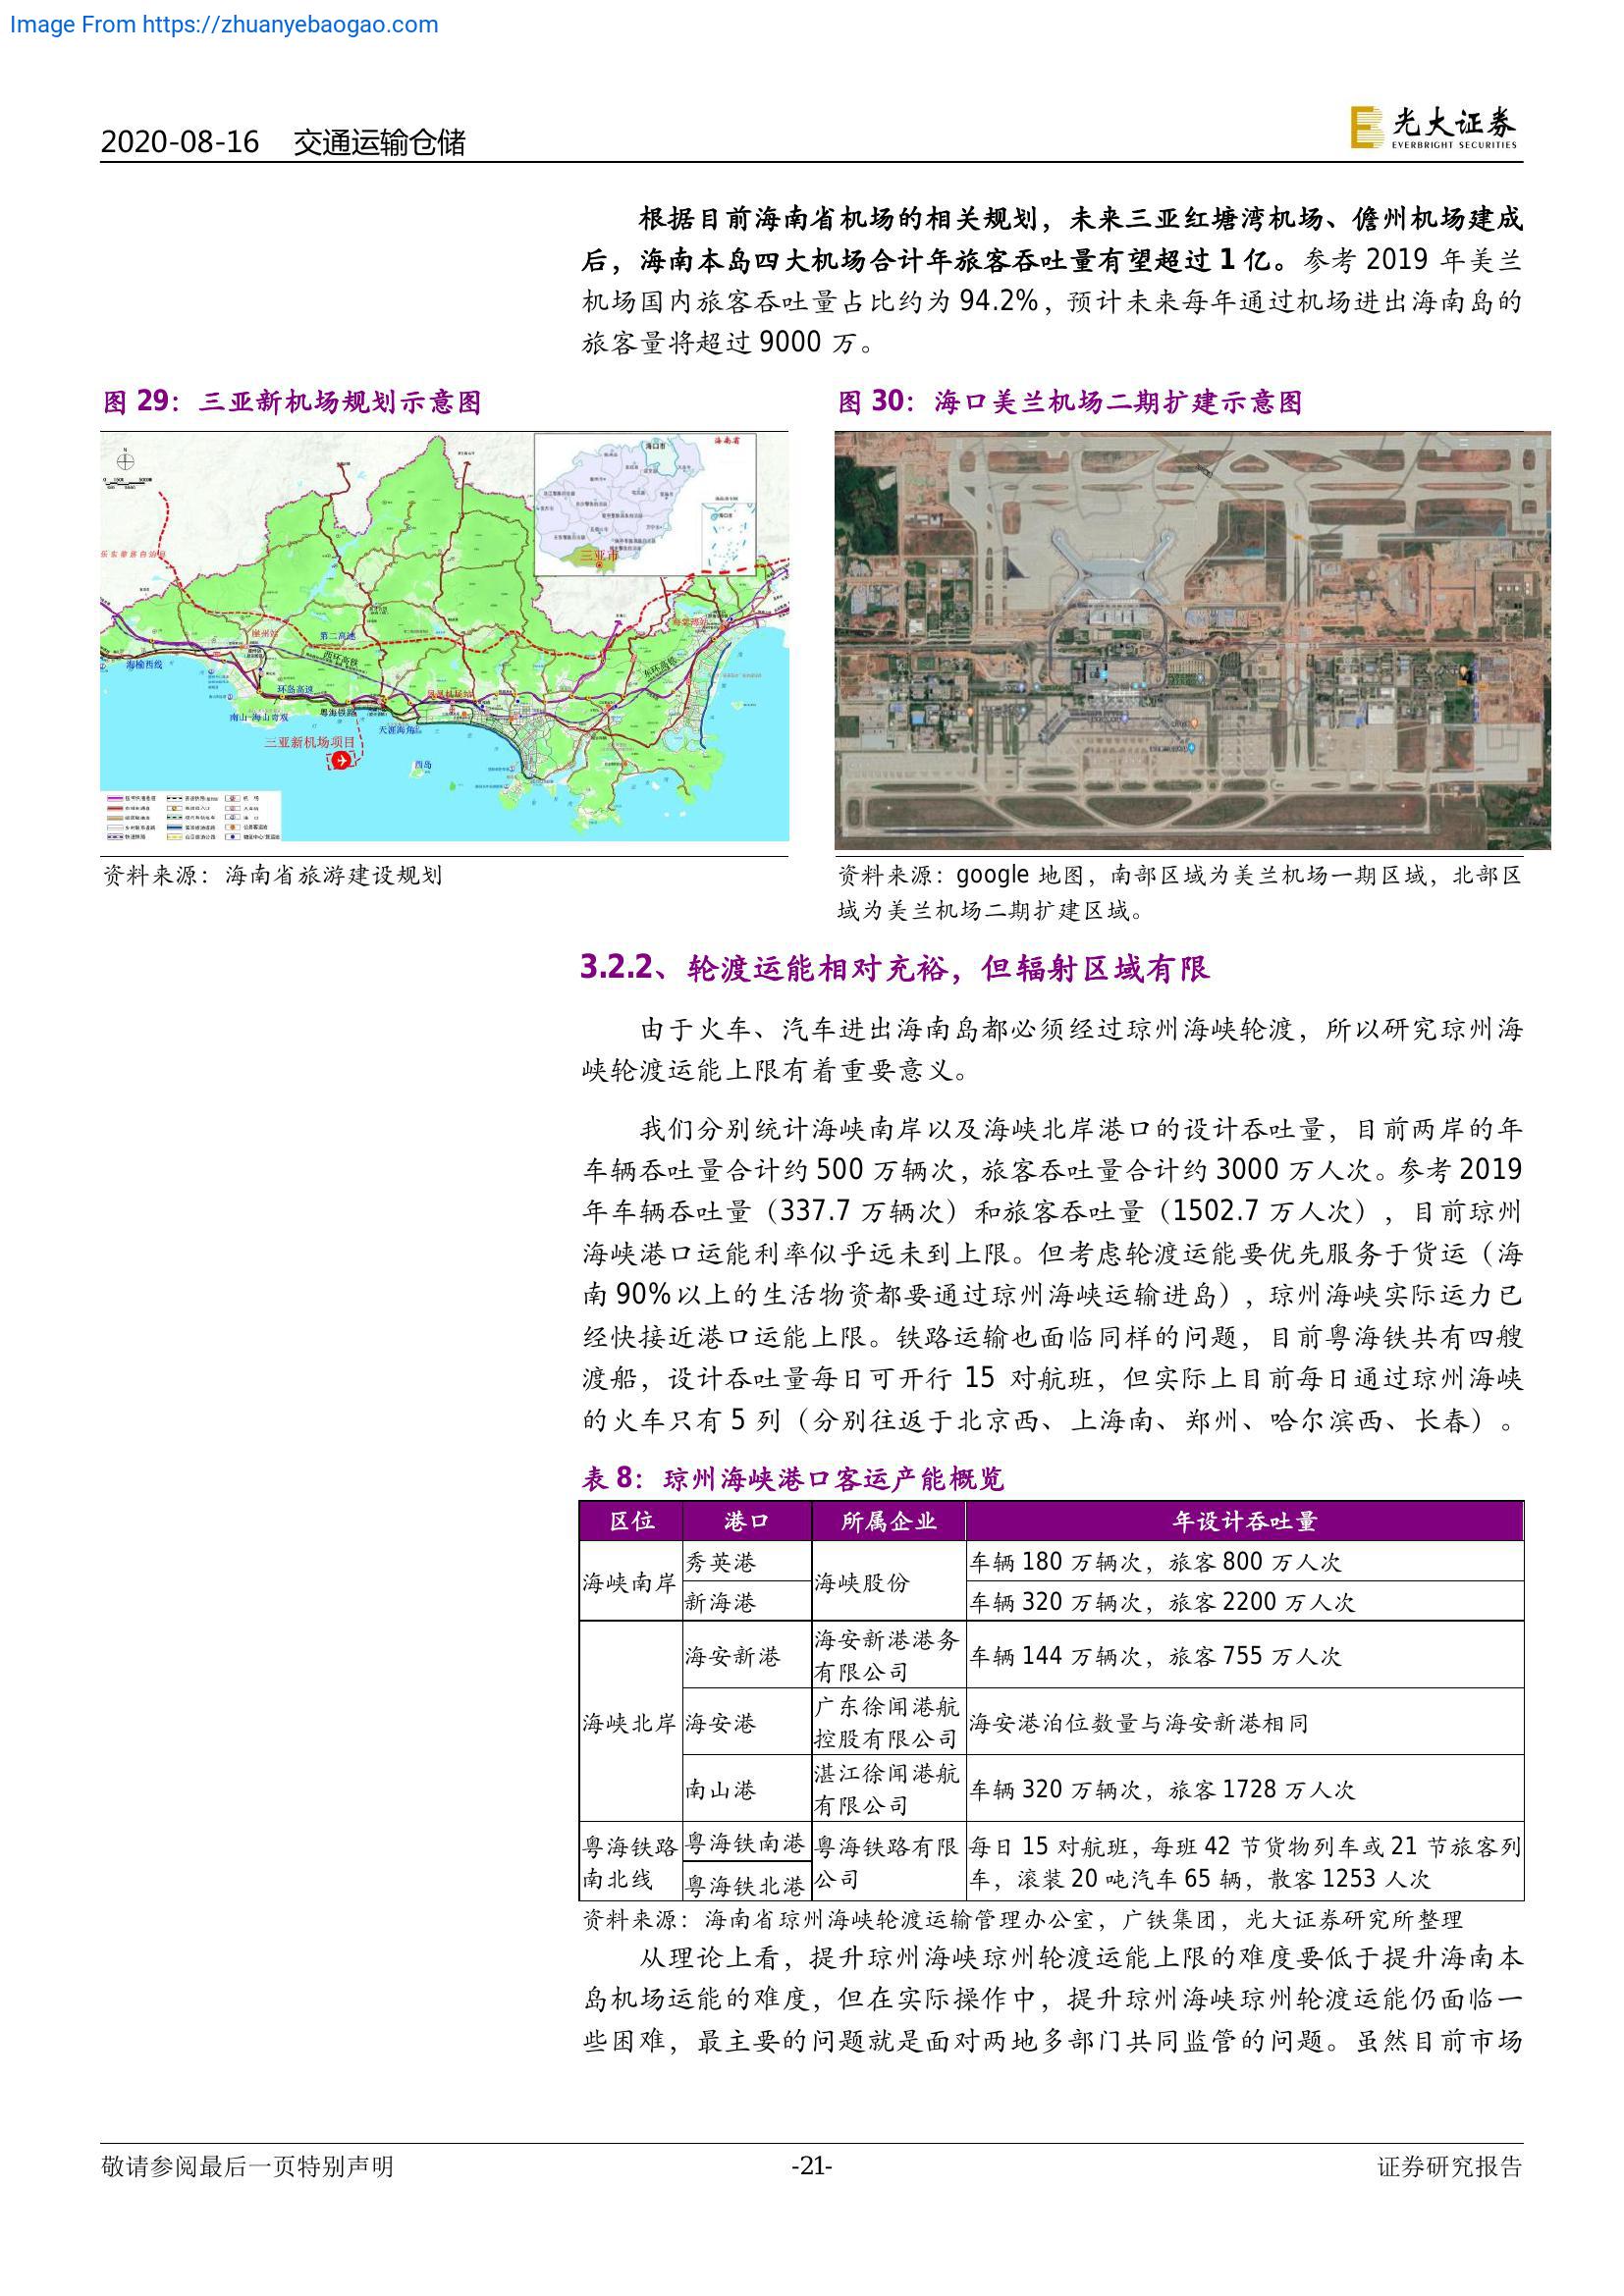 Image From https://zhuanyebaogao.com
2020-08-16 交通运输仓储
光大证券
EVERBRIGHT SECURITIES
根据目前海南省机场的相关规划，未来三亚红塘湾机场、儋州机场建成
后，海南本岛四大机场合计年旅客吞吐量有望超过 1 亿。参考 2019 年美兰
机场国内旅客吞吐量占比约为 94.2%，预计未来每年通过机场进出海南岛的
旅客量将超过 9000 万。
图 29：三亚新机场规划示意图
海南省
海口市
三亚市
第二高速
西环高铁
东环高铁
海榆西线
环岛高速
凤凰机场站
粤海铁路
天涯海角
三亚新机场项目
西岛
资料来源：海南省旅游建设规划
图 30：海口美兰机场二期扩建示意图
资料来源：google 地图，南部区域为美兰机场一期区域，北部区
域为美兰机场二期扩建区域。
3.2.2、轮渡运能相对充裕，但辐射区域有限
由于火车、汽车进出海南岛都必须经过琼州海峡轮渡，所以研究琼州海
峡轮渡运能上限有着重要意义。
我们分别统计海峡南岸以及海峡北岸港口的设计吞吐量，目前两岸的年
车辆吞吐量合计约 500 万辆次，旅客吞吐量合计约 3000 万人次。参考 2019
年车辆吞吐量（337.7 万辆次）和旅客吞吐量（1502.7 万人次），目前琼州
海峡港口运能利率似乎远未到上限。但考虑轮渡运能要优先服务于货运（海
南 90%以上的生活物资都要通过琼州海峡运输进岛），琼州海峡实际运力已
经快接近港口运能上限。铁路运输也面临同样的问题，目前粤海铁共有四艘
渡船，设计吞吐量每日可开行 15 对航班，但实际上目前每日通过琼州海峡
的火车只有 5 列（分别往返于北京西、上海南、郑州、哈尔滨西、长春）。
表 8：琼州海峡港口客运产能概览
区位 港口 所属企业 年设计吞吐量
海峡南岸 秀英港 海峡股份 车辆 180 万辆次，旅客 800 万人次
新海港 车辆 320 万辆次，旅客 2200 万人次
海峡北岸 海安新港 海安新港港务
有限公司 车辆 144 万辆次，旅客 755 万人次
海安港 广东徐闻港航
控股有限公司 海安港泊位数量与海安新港相同
南山港 湛江徐闻港航
有限公司 车辆 320 万辆次，旅客 1728 万人次
粤海铁路 粤海铁南港 粤海铁路有限 每日 15 对航班，每班 42 节货物列车或 21 节旅客列
南北线 粤海铁北港 公司 车，滚装 20 吨汽车 65 辆，散客 1253 人次
资料来源：海南省琼州海峡轮渡运输管理办公室，广铁集团，光大证券研究所整理
从理论上看，提升琼州海峡琼州轮渡运能上限的难度要低于提升海南本
岛机场运能的难度，但在实际操作中，提升琼州海峡琼州轮渡运能仍面临一
些困难，最主要的问题就是面对两地多部门共同监管的问题。虽然目前市场
敬请参阅最后一页特别声明 -21- 证券研究报告